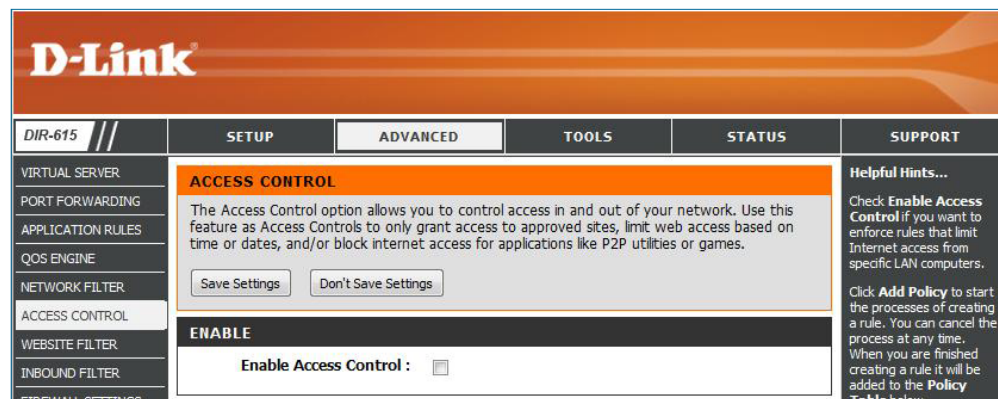 D-Link
DIR-615
SETUP
ADVANCED
TOOLS
STATUS
SUPPORT
VIRTUAL SERVER
PORT FORWARDING
APPLICATION RULES
QOS ENGINE
NETWORK FILTER
ACCESS CONTROL
WEBSITE FILTER
INBOUND FILTER
FIREWALL SETTINGS
ACCESS CONTROL
The Access Control option allows you to control access in and out of your network. Use this
feature as Access Controls to only grant access to approved sites, limit web access based on
time or dates, and/or block internet access for applications like P2P utilities or games.
Save Settings
Don't Save Settings
ENABLE
Enable Access Control :
Helpful Hints...
Check Enable Access
Control if you want to
enforce rules that limit
Internet access from
specific LAN computers.
Click Add Policy to start
the processes of creating
a rule. You can cancel the
process at any time.
When you are finished
creating a rule it will be
added to the Policy
Table below.